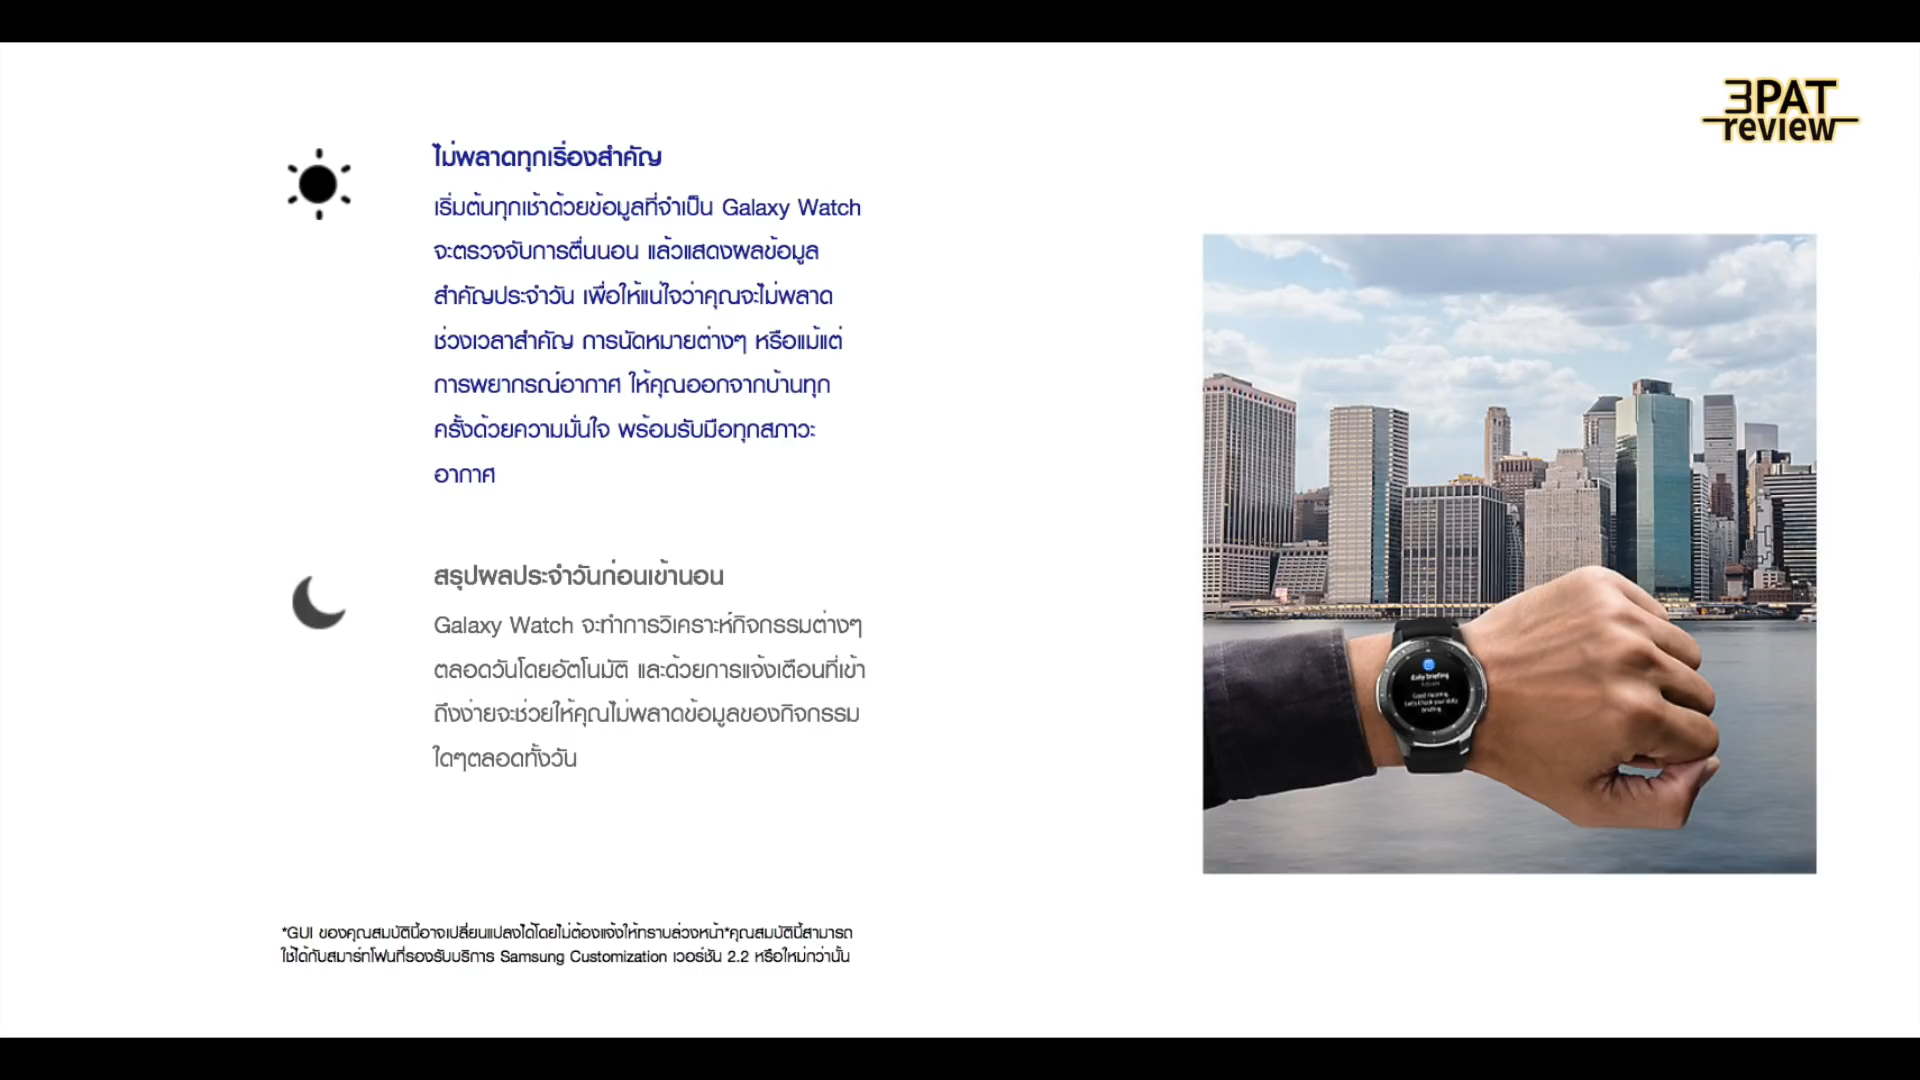 3PAT
review
ไม่พลาดทุกเรื่องสำคัญ
เริ่มต้นทุกเช้าด้วยข้อมูลที่จำเป็น Galaxy Watch
จะตรวจจับการตื่นนอน แล้วแสดงผลข้อมูล
สำคัญประจำวัน เพื่อให้แน่ใจว่าคุณจะไม่พลาด
ช่วงเวลาสำคัญ การนัดหมายต่างๆ หรือแม้แต่
การพยากรณ์อากาศ ให้คุณออกจากบ้านทุก
ครั้งด้วยความมั่นใจ พร้อมรับมือทุกสภาวะ
อากาศ
สรุปผลประจำวันก่อนเข้านอน
Galaxy Watch จะทำการวิเคราะห์กิจกรรมต่างๆ
ตลอดวันโดยอัตโนมัติ และด้วยการแจ้งเตือนที่เข้า
ถึงง่ายจะช่วยให้คุณไม่พลาดข้อมูลของกิจกรรม
ใดๆตลอดทั้งวัน
daily briefing
Good morning.
Let's check your daily
briefing
*GUI ของคุณสมบัตินี้อาจเปลี่ยนแปลงได้โดยไม่ต้องแจ้งให้ทราบล่วงหน้า*คุณสมบัตินี้สามารถ
ใช้ได้กับสมาร์ทโฟนที่รองรับบริการ Samsung Customization เวอร์ชัน 2.2 หรือใหม่กว่านั้น